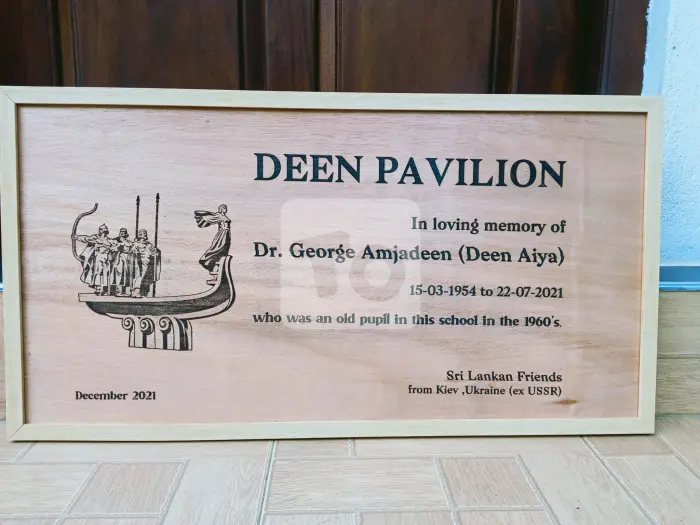 DEEN PAVILION
In loving memory of
Dr. George Amjadeen (Deen Aiya)
15-03-1954 to 22-07-2021
who was an old pupil in this school in the 1960's.
Sri Lankan Friends
from Kiev ,Ukraine (ex USSR)
December 2021